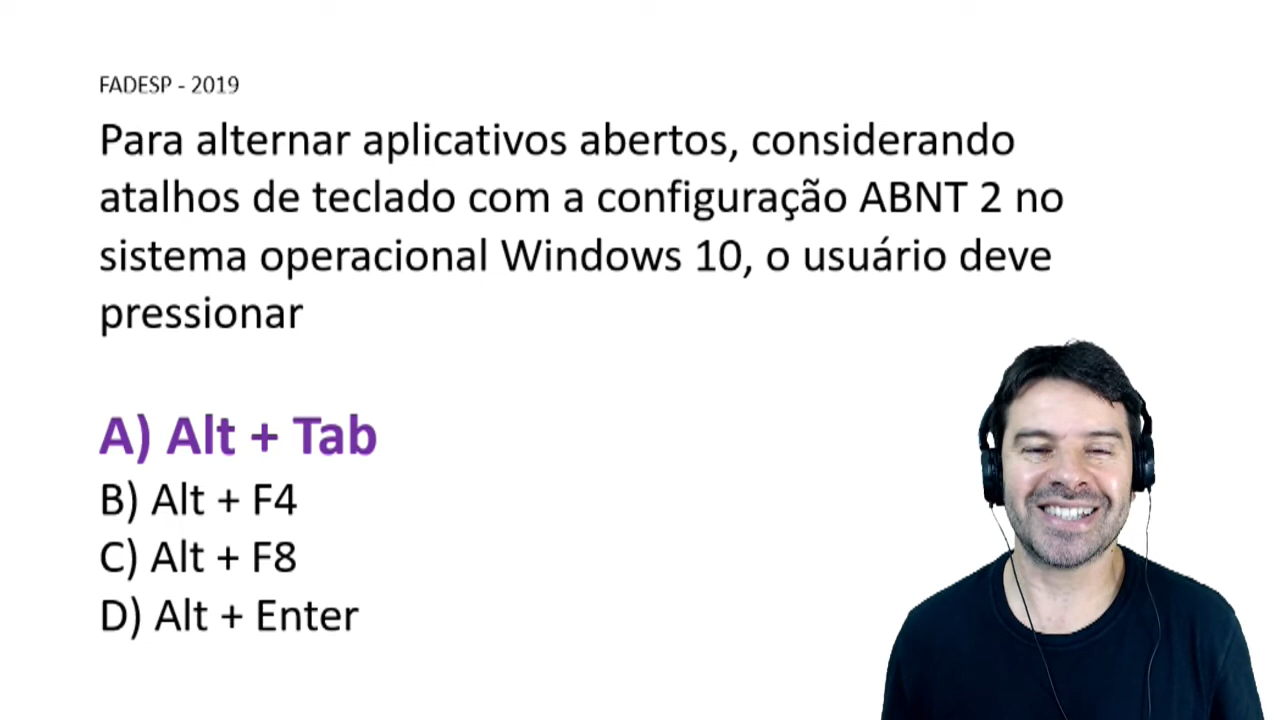 FADESP - 2019
Para alternar aplicativos abertos, considerando
atalhos de teclado com a configuração ABNT 2 no
sistema operacional Windows 10, o usuário deve
pressionar
A) Alt + Tab
B) Alt + F4
C) Alt + F8
D) Alt + Enter